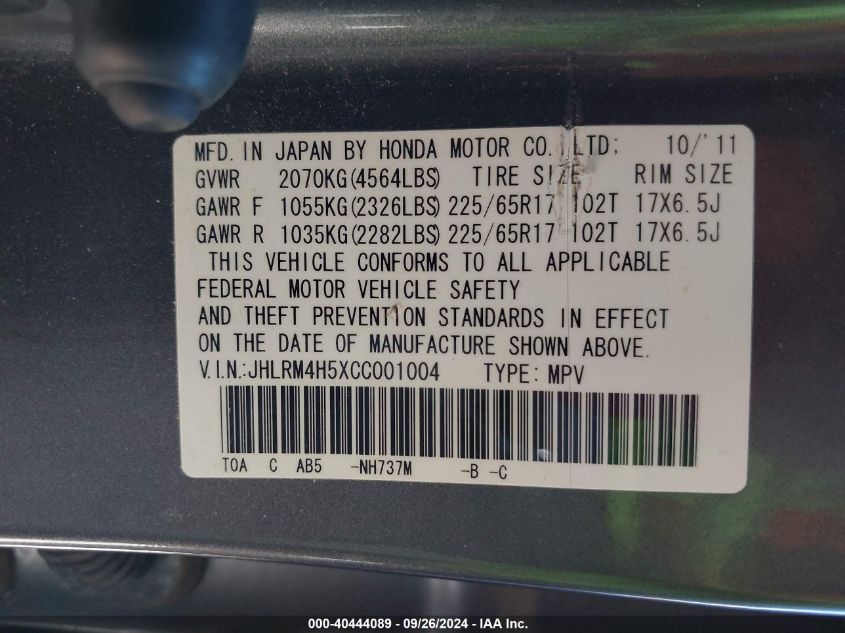 MFD. IN JAPAN BY HONDA MOTOR CO. LTD: 10/'11
GVWR 2070KG(4564LBS) TIRE SIZE RIM SIZE
GAWR F 1055KG(2326LBS) 225/65R17 102T 17X6.5J
GAWR R 1035KG(2282LBS) 225/65R17 102T 17X6.5J
THIS VEHICLE CONFORMS TO ALL APPLICABLE
FEDERAL MOTOR VEHICLE SAFETY
AND THEFT PREVENTION STANDARDS IN EFFECT
ON THE DATE OF MANUFACTURE SHOWN ABOVE.
V.I.N.:JHLRM4H5XCC001004 TYPE: MPV
TOA C AB5 -NH737M -B -C
000-40444089 - 09/26/2024 - IAA Inc.